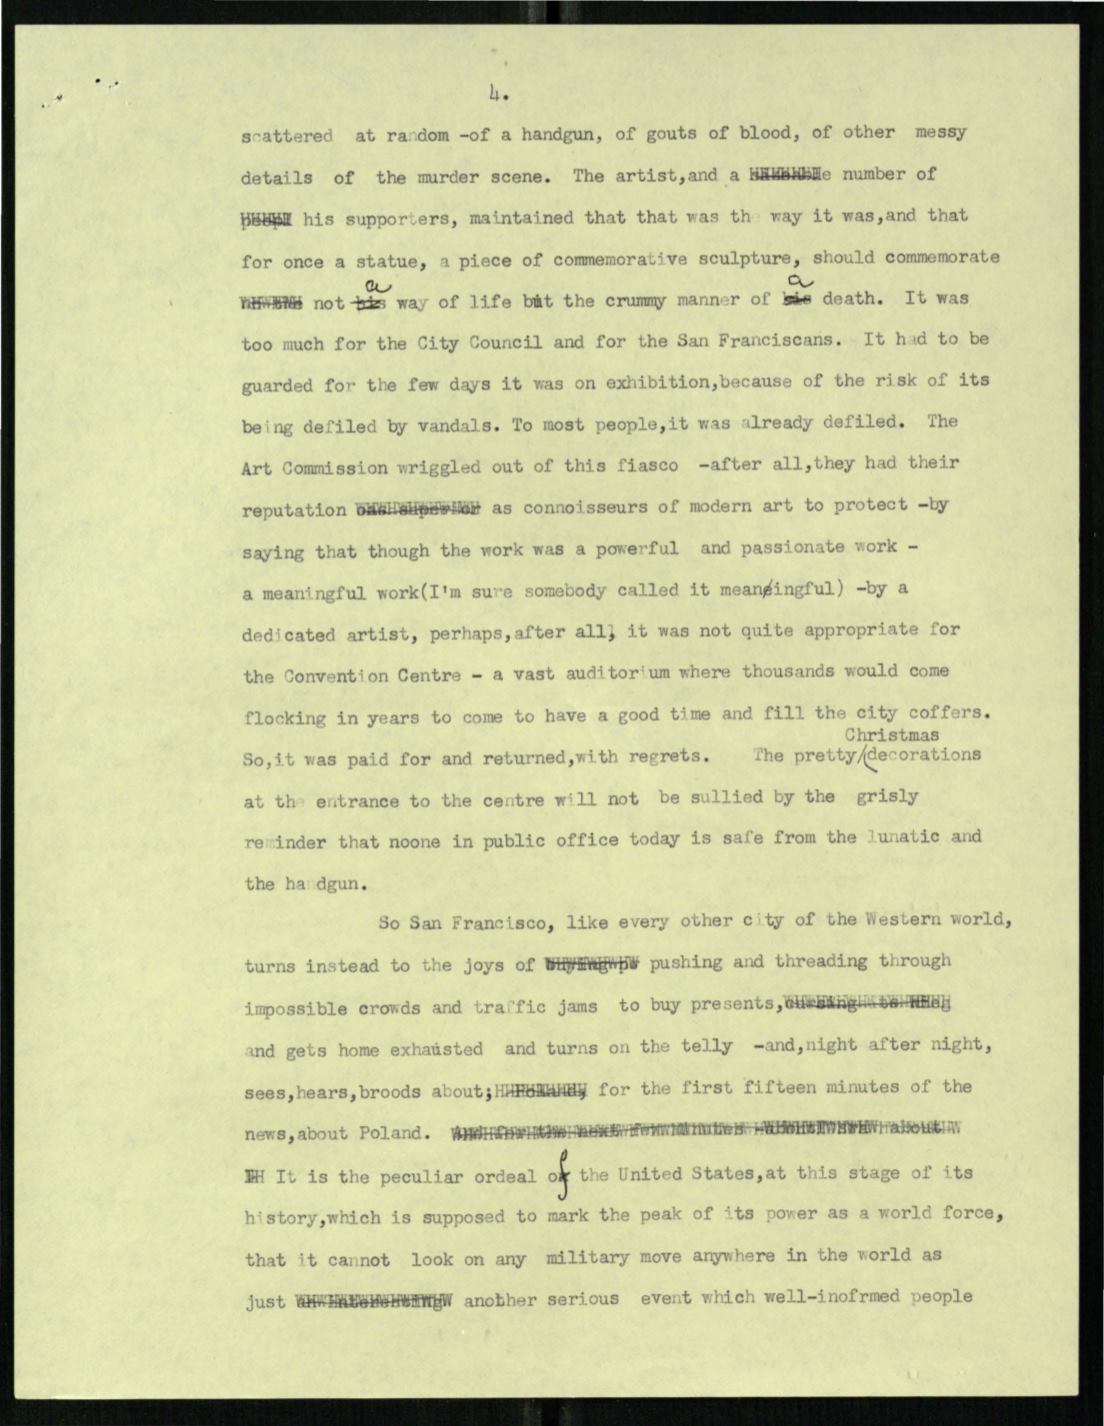 4.
scattered at random -of a handgun, of gouts of blood, of other messy
details of the murder scene. The artist,and a number of
his supporters, maintained that that was the way it was,and that
for once a statue, a piece of commemorative sculpture, should commemorate
not a way of life but the crummy manner of a death. It was
too much for the City Council and for the San Franciscans. It had to be
guarded for the few days it was on exhibition,because of the risk of its
being defiled by vandals. To most people,it was already defiled. The
Art Commission wriggled out of this fiasco -after all,they had their
reputation as connoisseurs of modern art to protect -by
saying that though the work was a powerful and passionate work -
a meaningful work(I'm sure somebody called it meaningful) -by a
dedicated artist, perhaps,after all, it was not quite appropriate for
the Convention Centre - a vast auditorium where thousands would come
flocking in years to come to have a good time and fill the city coffers.
Christmas
So,it was paid for and returned,with regrets. The pretty/decorations
at the entrance to the centre will not be sullied by the grisly
reminder that noone in public office today is safe from the lunatic and
the handgun.
So San Francisco, like every other city of the Western world,
turns instead to the joys of pushing and threading through
impossible crowds and traffic jams to buy presents,
and gets home exhausted and turns on the telly -and,night after night,
sees,hears,broods about; for the first fifteen minutes of the
news,about Poland.
It is the peculiar ordeal of the United States,at this stage of its
history,which is supposed to mark the peak of its power as a world force,
that it cannot look on any military move anywhere in the world as
just another serious event which well-inofrmed people